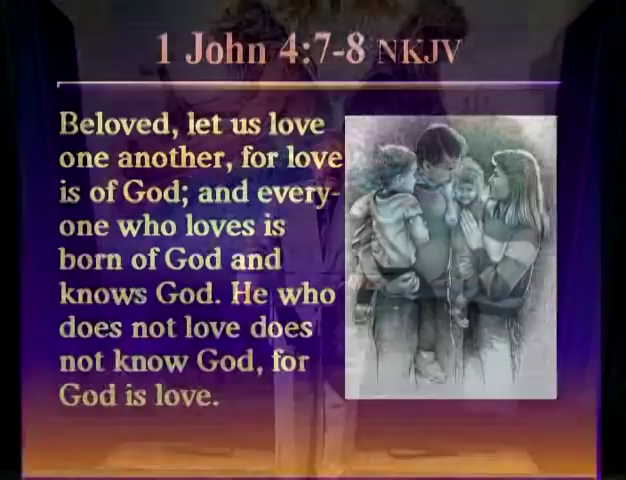 1 John 4:7-8 NKJV
Beloved, let us love
one another, for love
is of God; and every-
one who loves is
born of God and
knows God. He who
does not love does
not know God, for
God is love.